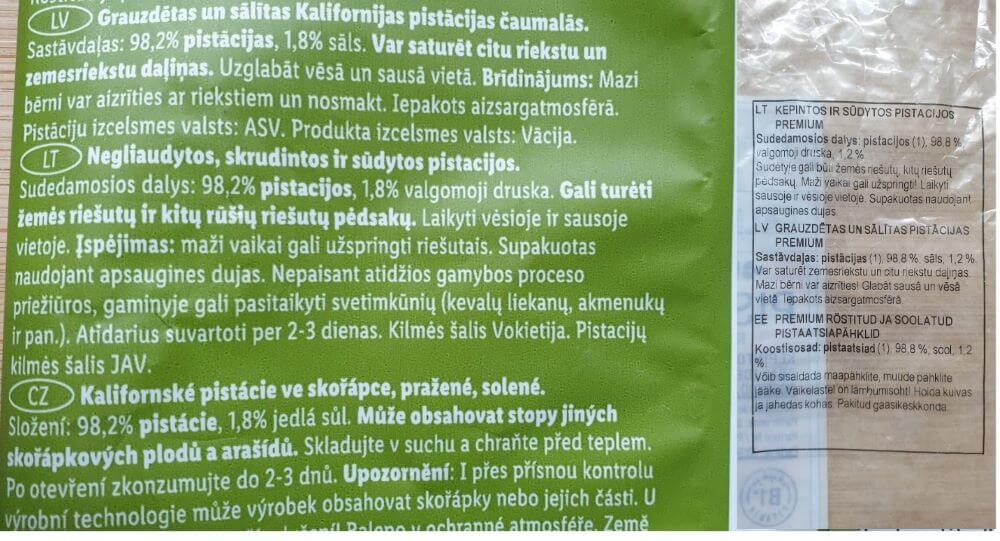 LV Grauzdētas un sālītas Kalifornijas pistācijas čaumalās.
Sastāvdaļas: 98,2% pistācijas, 1,8% sāls. Var saturēt citu riekstu un
zemesriekstu daļiņas. Uzglabāt vēsā un sausā vietā. Brīdinājums: Mazi
bērni var aizrīties ar riekstiem un nosmakt. Iepakots aizsargatmosfērā.
Pistāciju izcelsmes valsts: ASV. Produkta izcelsmes valsts: Vācija.
LT Negliaudytos, skrudintos ir sūdytos pistacijos.
Sudedamosios dalys: 98,2% pistacijos, 1,8% valgomoji druska. Gali turėti
žemės riešutų ir kitų rūšių riešutų pėdsakų. Laikyti vėsioje ir sausoje
vietoje. Įspėjimas: maži vaikai gali užspringti riešutais. Supakuotas
naudojant apsaugines dujas. Nepaisant atidžios gamybos proceso
priežiūros, gaminyje gali pasitaikyti svetimkūnių (kevalų liekanų, akmenukų
ir pan.). Atidarius suvartoti per 2-3 dienas. Kilmės šalis Vokietija. Pistacijų
kilmės šalis JAV.
CZ Kalifornské pistácie ve skořápce, pražené, solené.
Složení: 98,2% pistácie, 1,8% jedlá sůl. Může obsahovat stopy jiných
skořápkových plodů a arašídů. Skladujte v suchu a chraňte před teplem.
Po otevření zkonzumujte do 2-3 dnů. Upozornění: I přes přísnou kontrolu
výrobní technologie může výrobek obsahovat skořápky nebo jejich části. U
Baleno v ochranné atmosféře. Země
LT KEPINTOS IR SŪDYTOS PISTACIJOS
PREMIUM
Sudedamosios dalys: pistacijos (1), 98,8 %,
valgomoji druska, 1,2 %
Sudėtyje gali būti žemės riešutų, kitų riešutų
pėdsakų. Maži vaikai gali užspringti! Laikyti
sausoje ir vėsioje vietoje. Supakuotas naudojant
apsaugines dujas.
LV GRAUZDĒTAS UN SĀLĪTAS PISTĀCIJAS
PREMIUM
Sastāvdaļas: pistācijas (1), 98.8 %, sāls, 1,2 %
Var saturēt zemesriekstu un citu riekstu daļiņas.
Mazi bērni var aizrīties! Glabāt sausā un vēsā
vietā. Iepakots aizsargatmosfērā.
EE PREMIUM RÖSTITUD JA SOOLATUD
PISTAATSIAPÄHKLID
Koostisosad: pistaatsiad (1), 98,8 %, sool, 1,2
%
Võib sisaldada maapähklite, muude pähklite
jääke. Väikelastel on lämbumisoht! Hoida kuivas
ja jahedas kohas. Pakitud gaasikeskkonda.